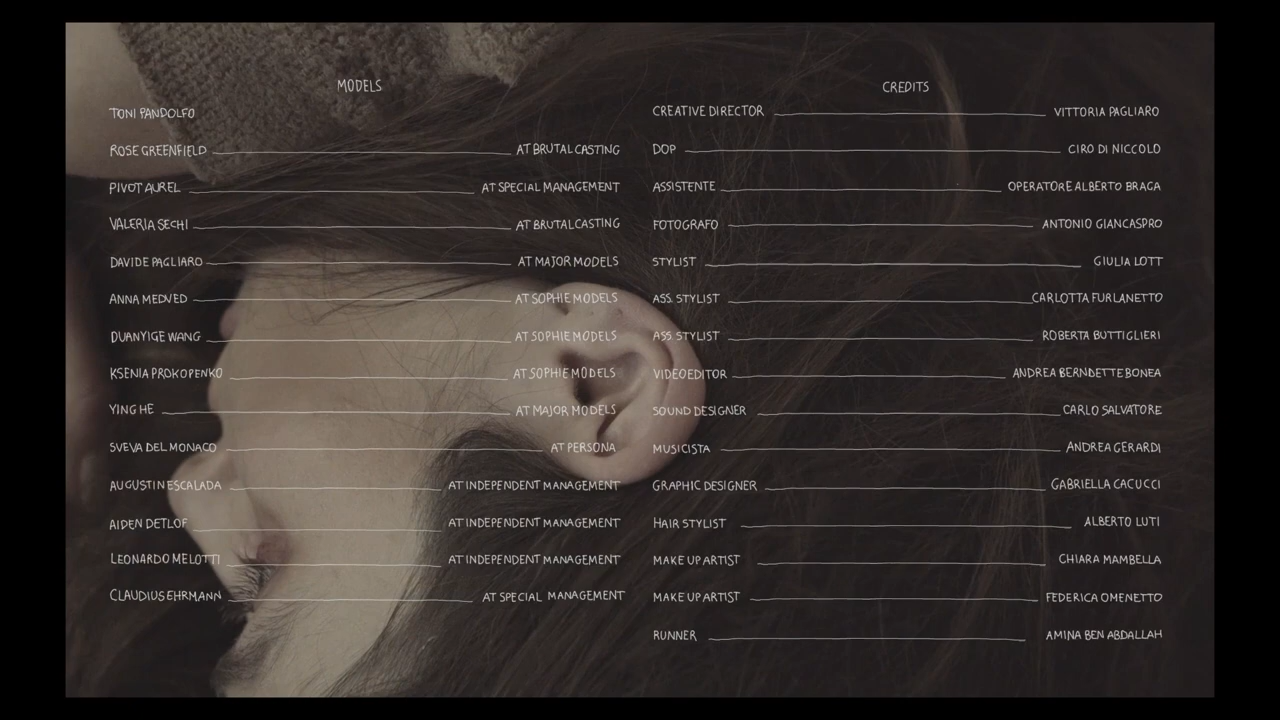 MODELS
TONI PANDOLFO
ROSE GREENFIELD AT BRUTAL CASTING
PIVOT AUREL AT SPECIAL MANAGEMENT
VALERIA SECHI AT BRUTAL CASTING
DAVIDE PAGLIARO AT MAJOR MODELS
ANNA MEDVED AT SOPHIE MODELS
DUANYIGE WANG AT SOPHIE MODELS
KSENIA PROKOPENKO AT SOPHIE MODELS
YING HE AT MAJOR MODELS
SVEVA DEL MONACO AT PERSONA
AUGUSTIN ESCALADA AT INDEPENDENT MANAGEMENT
AIDEN DETLOF AT INDEPENDENT MANAGEMENT
LEONARDO MELOTTI AT INDEPENDENT MANAGEMENT
CLAUDIUS EHRMANN AT SPECIAL MANAGEMENT
CREDITS
CREATIVE DIRECTOR VITTORIA PAGLIARO
DOP CIRO DI NICCOLO
ASSISTENTE OPERATORE ALBERTO BRAGA
FOTOGRAFO ANTONIO GIANCASPRO
STYLIST GIULIA LOTT
ASS. STYLIST CARLOTTA FURLANETTO
ASS. STYLIST ROBERTA BUTTIGLIERI
VIDEOEDITOR ANDREA BERNDETTE BONEA
SOUND DESIGNER CARLO SALVATORE
MUSICISTA ANDREA GERARDI
GRAPHIC DESIGNER GABRIELLA CACUCCI
HAIR STYLIST ALBERTO LUTI
MAKE UP ARTIST CHIARA MAMBELLA
MAKE UP ARTIST FEDERICA OMENETTO
RUNNER AMINA BEN ABDALLAH